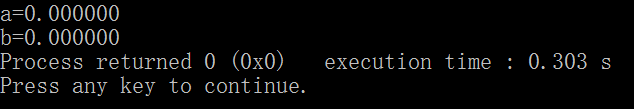 a=0.000000
b=0.000000
Process returned 0 (0x0)   execution time : 0.303 s
Press any key to continue.